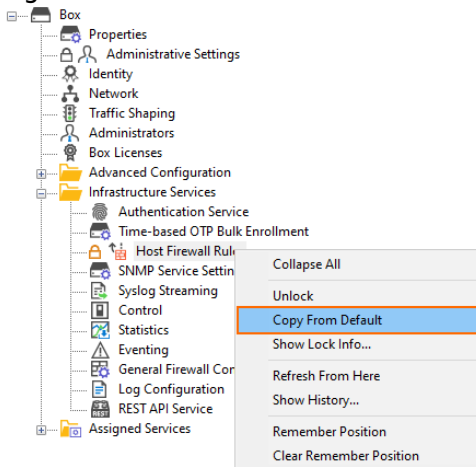 Box
Properties
Administrative Settings
Identity
Network
Traffic Shaping
Administrators
Box Licenses
Advanced Configuration
Infrastructure Services
Authentication Service
Time-based OTP Bulk Enrollment
Host Firewall Rule
SNMP Service Settin
Syslog Streaming
Control
Statistics
Eventing
General Firewall Con
Log Configuration
REST API Service
Assigned Services
Collapse All
Unlock
Copy From Default
Show Lock Info...
Refresh From Here
Show History...
Remember Position
Clear Remember Position